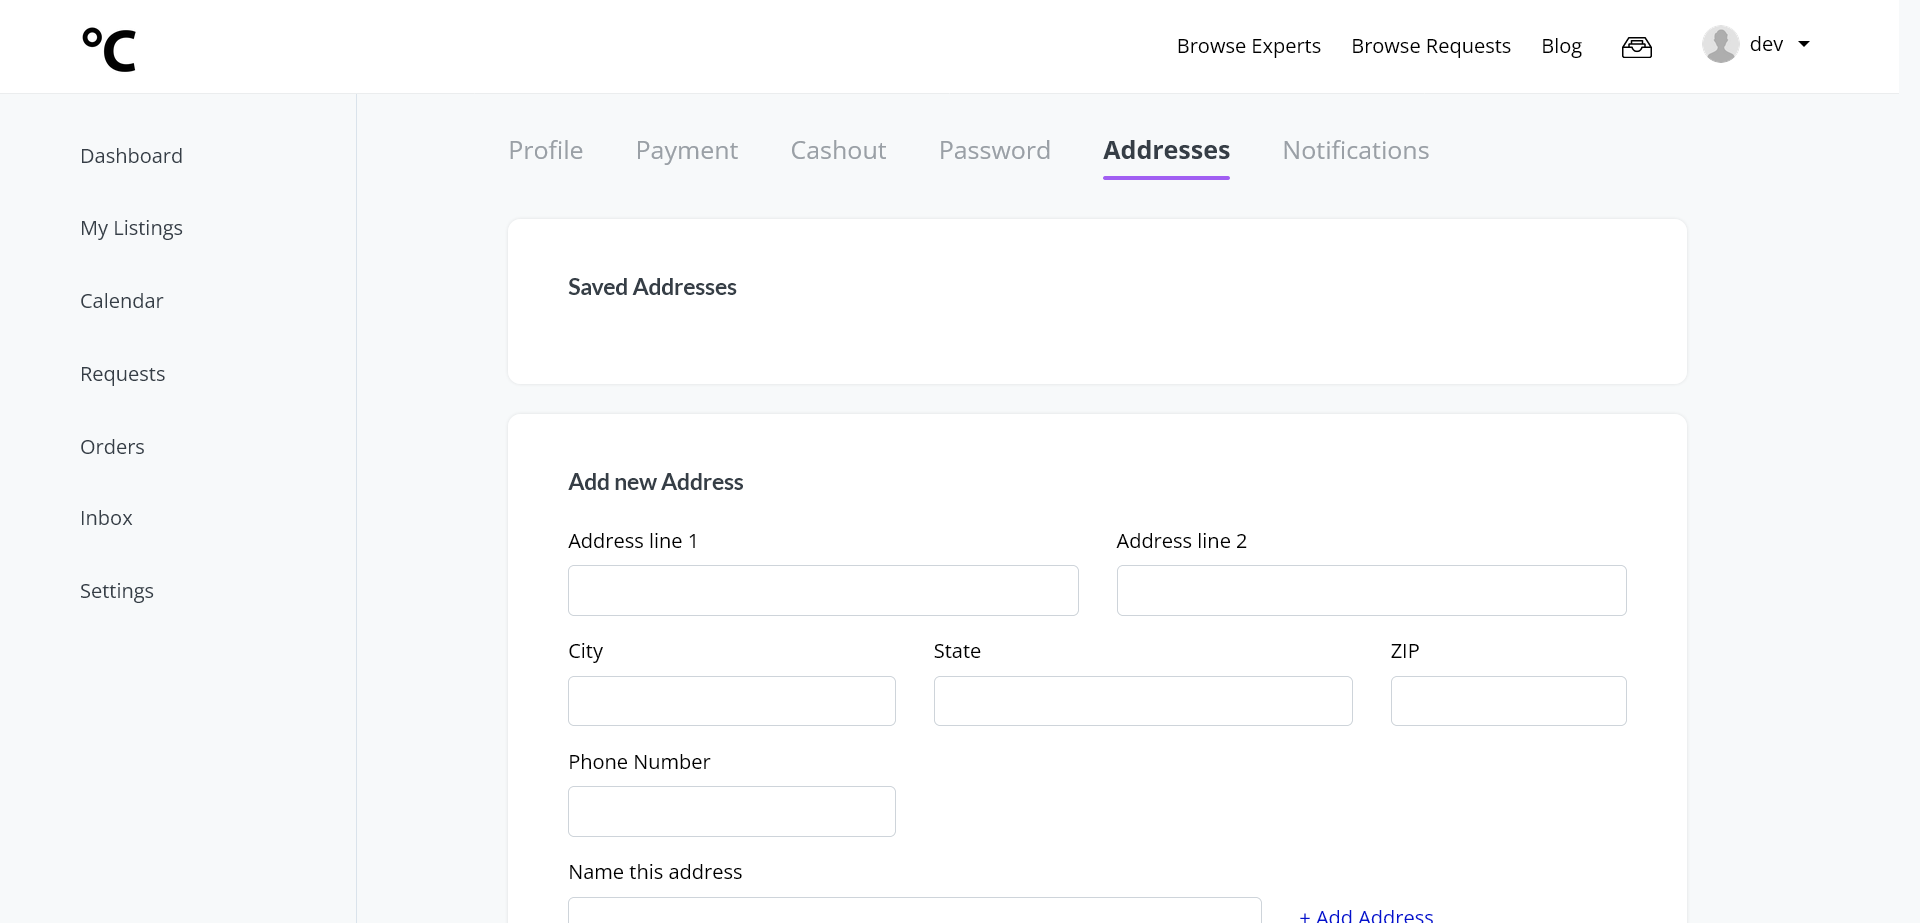 °C
Browse Experts
Browse Requests
Blog
dev
Dashboard
My Listings
Calendar
Requests
Orders
Inbox
Settings
Profile
Payment
Cashout
Password
Addresses
Notifications
Saved Addresses
Add new Address
Address line 1
Address line 2
City
State
ZIP
Phone Number
Name this address
+ Add Address